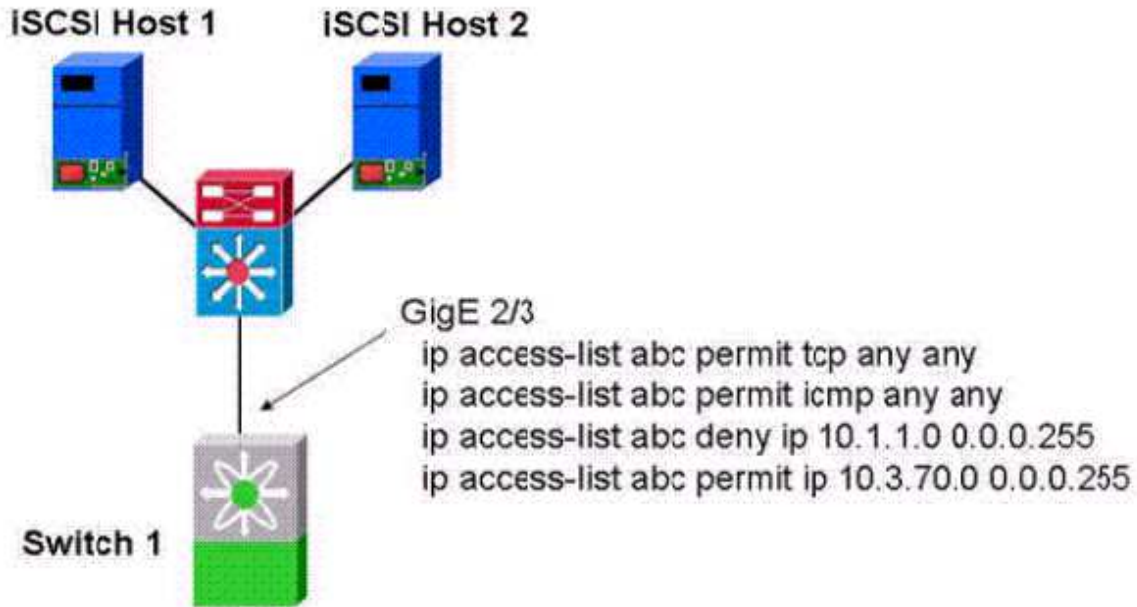 iSCSI Host 1
iSCSI Host 2
GigE 2/3
ip access-list abc permit tcp any any
ip access-list abc permit icmp any any
ip access-list abc deny ip 10.1.1.0 0.0.0.255
ip access-list abc permit ip 10.3.70.0 0.0.0.255
Switch 1